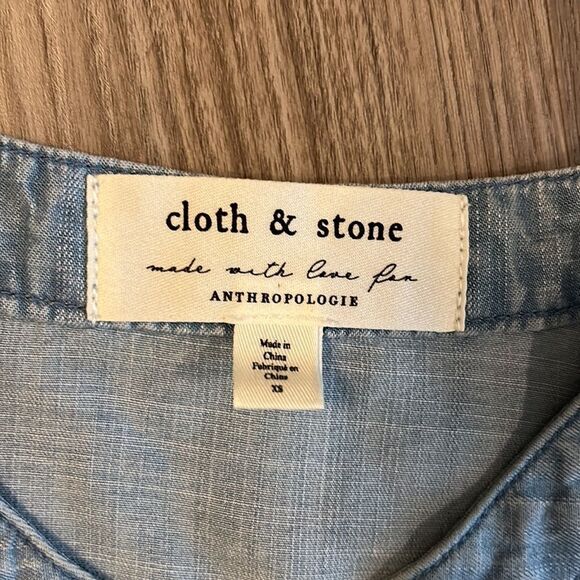 cloth & stone
made with love for
ANTHROPOLOGIE
Made in
China
Fabriqué en
Chine
XS